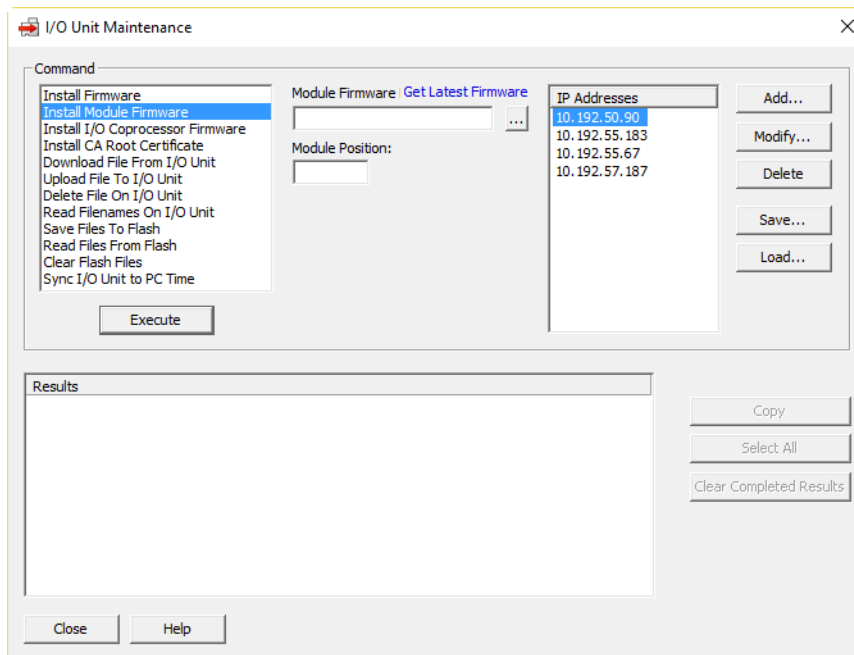 I/O Unit Maintenance
Command
Install Firmware
Install Module Firmware
Install I/O Coprocessor Firmware
Install CA Root Certificate
Download File From I/O Unit
Upload File To I/O Unit
Delete File On I/O Unit
Read Filenames On I/O Unit
Save Files To Flash
Read Files From Flash
Clear Flash Files
Sync I/O Unit to PC Time
Execute
Module Firmware Get Latest Firmware
...
Module Position:
IP Addresses
10.192.50.90
10.192.55.183
10.192.55.67
10.192.57.187
Add...
Modify...
Delete
Save...
Load...
Results
Copy
Select All
Clear Completed Results
Close
Help